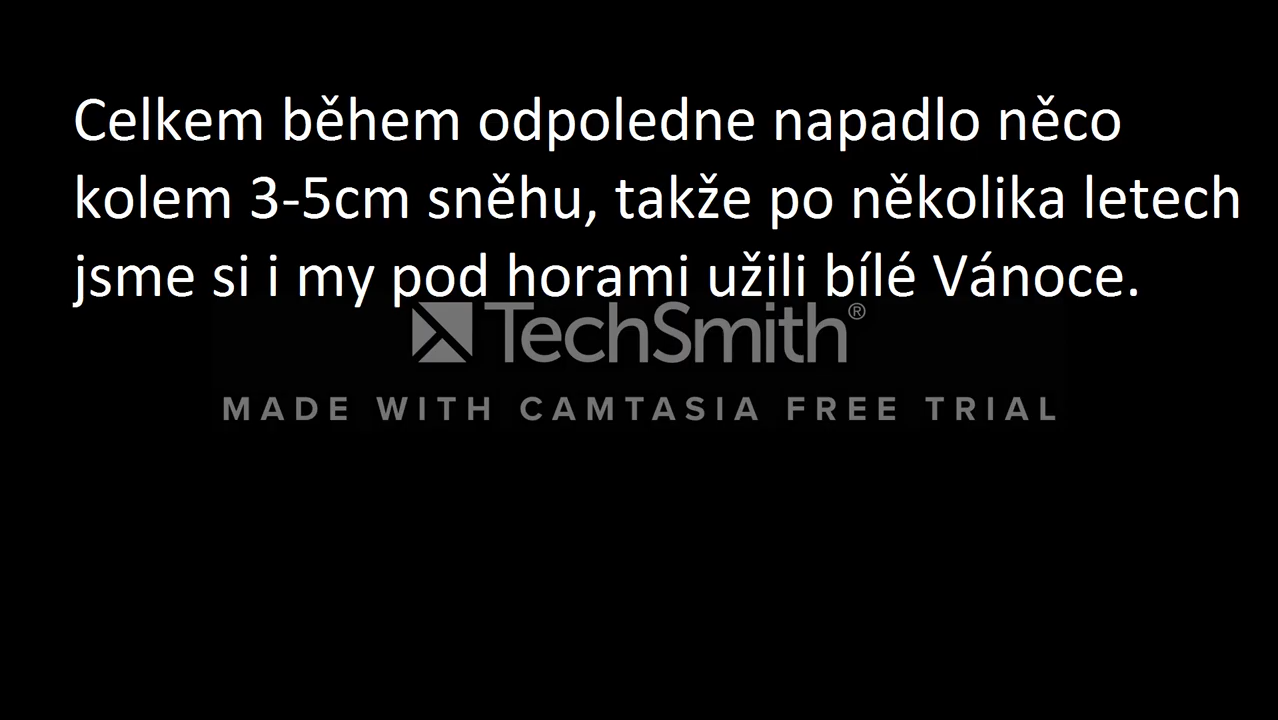 Celkem během odpoledne napadlo něco
kolem 3-5cm sněhu, takže po několika letech
jsme si i my pod horami užili bílé Vánoce.
TechSmith®
MADE WITH CAMTASIA FREE TRIAL